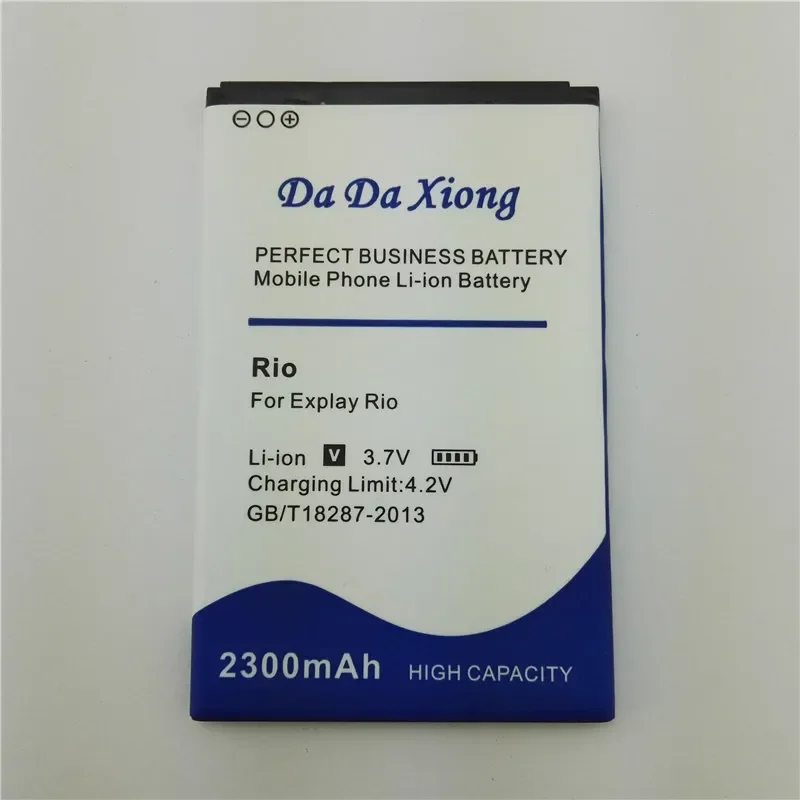 ⊖○⊕
Da Da Xiong
PERFECT BUSINESS BATTERY
Mobile Phone Li-ion Battery
Rio
For Explay Rio
Li-ion V 3.7V
Charging Limit:4.2V
GB/T18287-2013
2300mAh HIGH CAPACITY